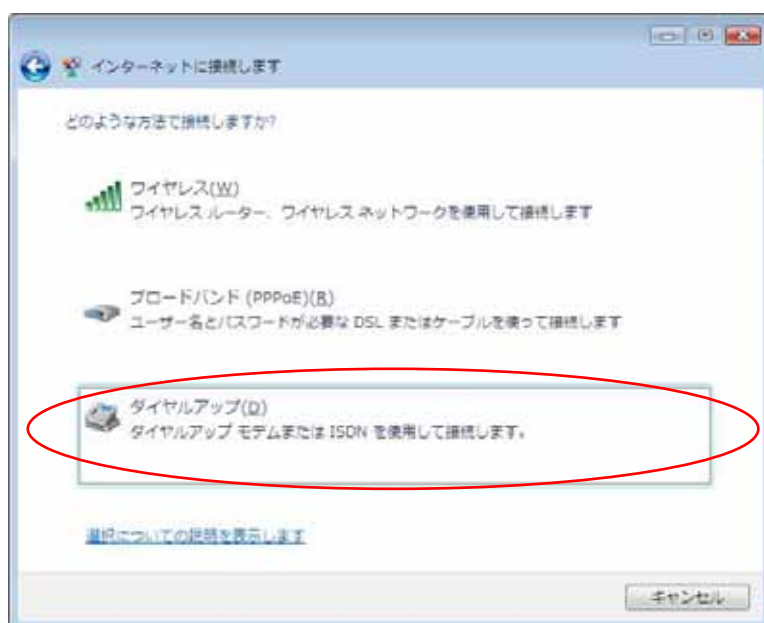 インターネットに接続します
どのような方法で接続しますか?
ワイヤレス(W)
ワイヤレス ルーター、ワイヤレス ネットワークを使用して接続します
ブロードバンド (PPPoE)(R)
ユーザー名とパスワードが必要な DSL またはケーブルを使って接続します
ダイヤルアップ(D)
ダイヤルアップ モデムまたは ISDN を使用して接続します。
選択についての説明を表示します
キャンセル